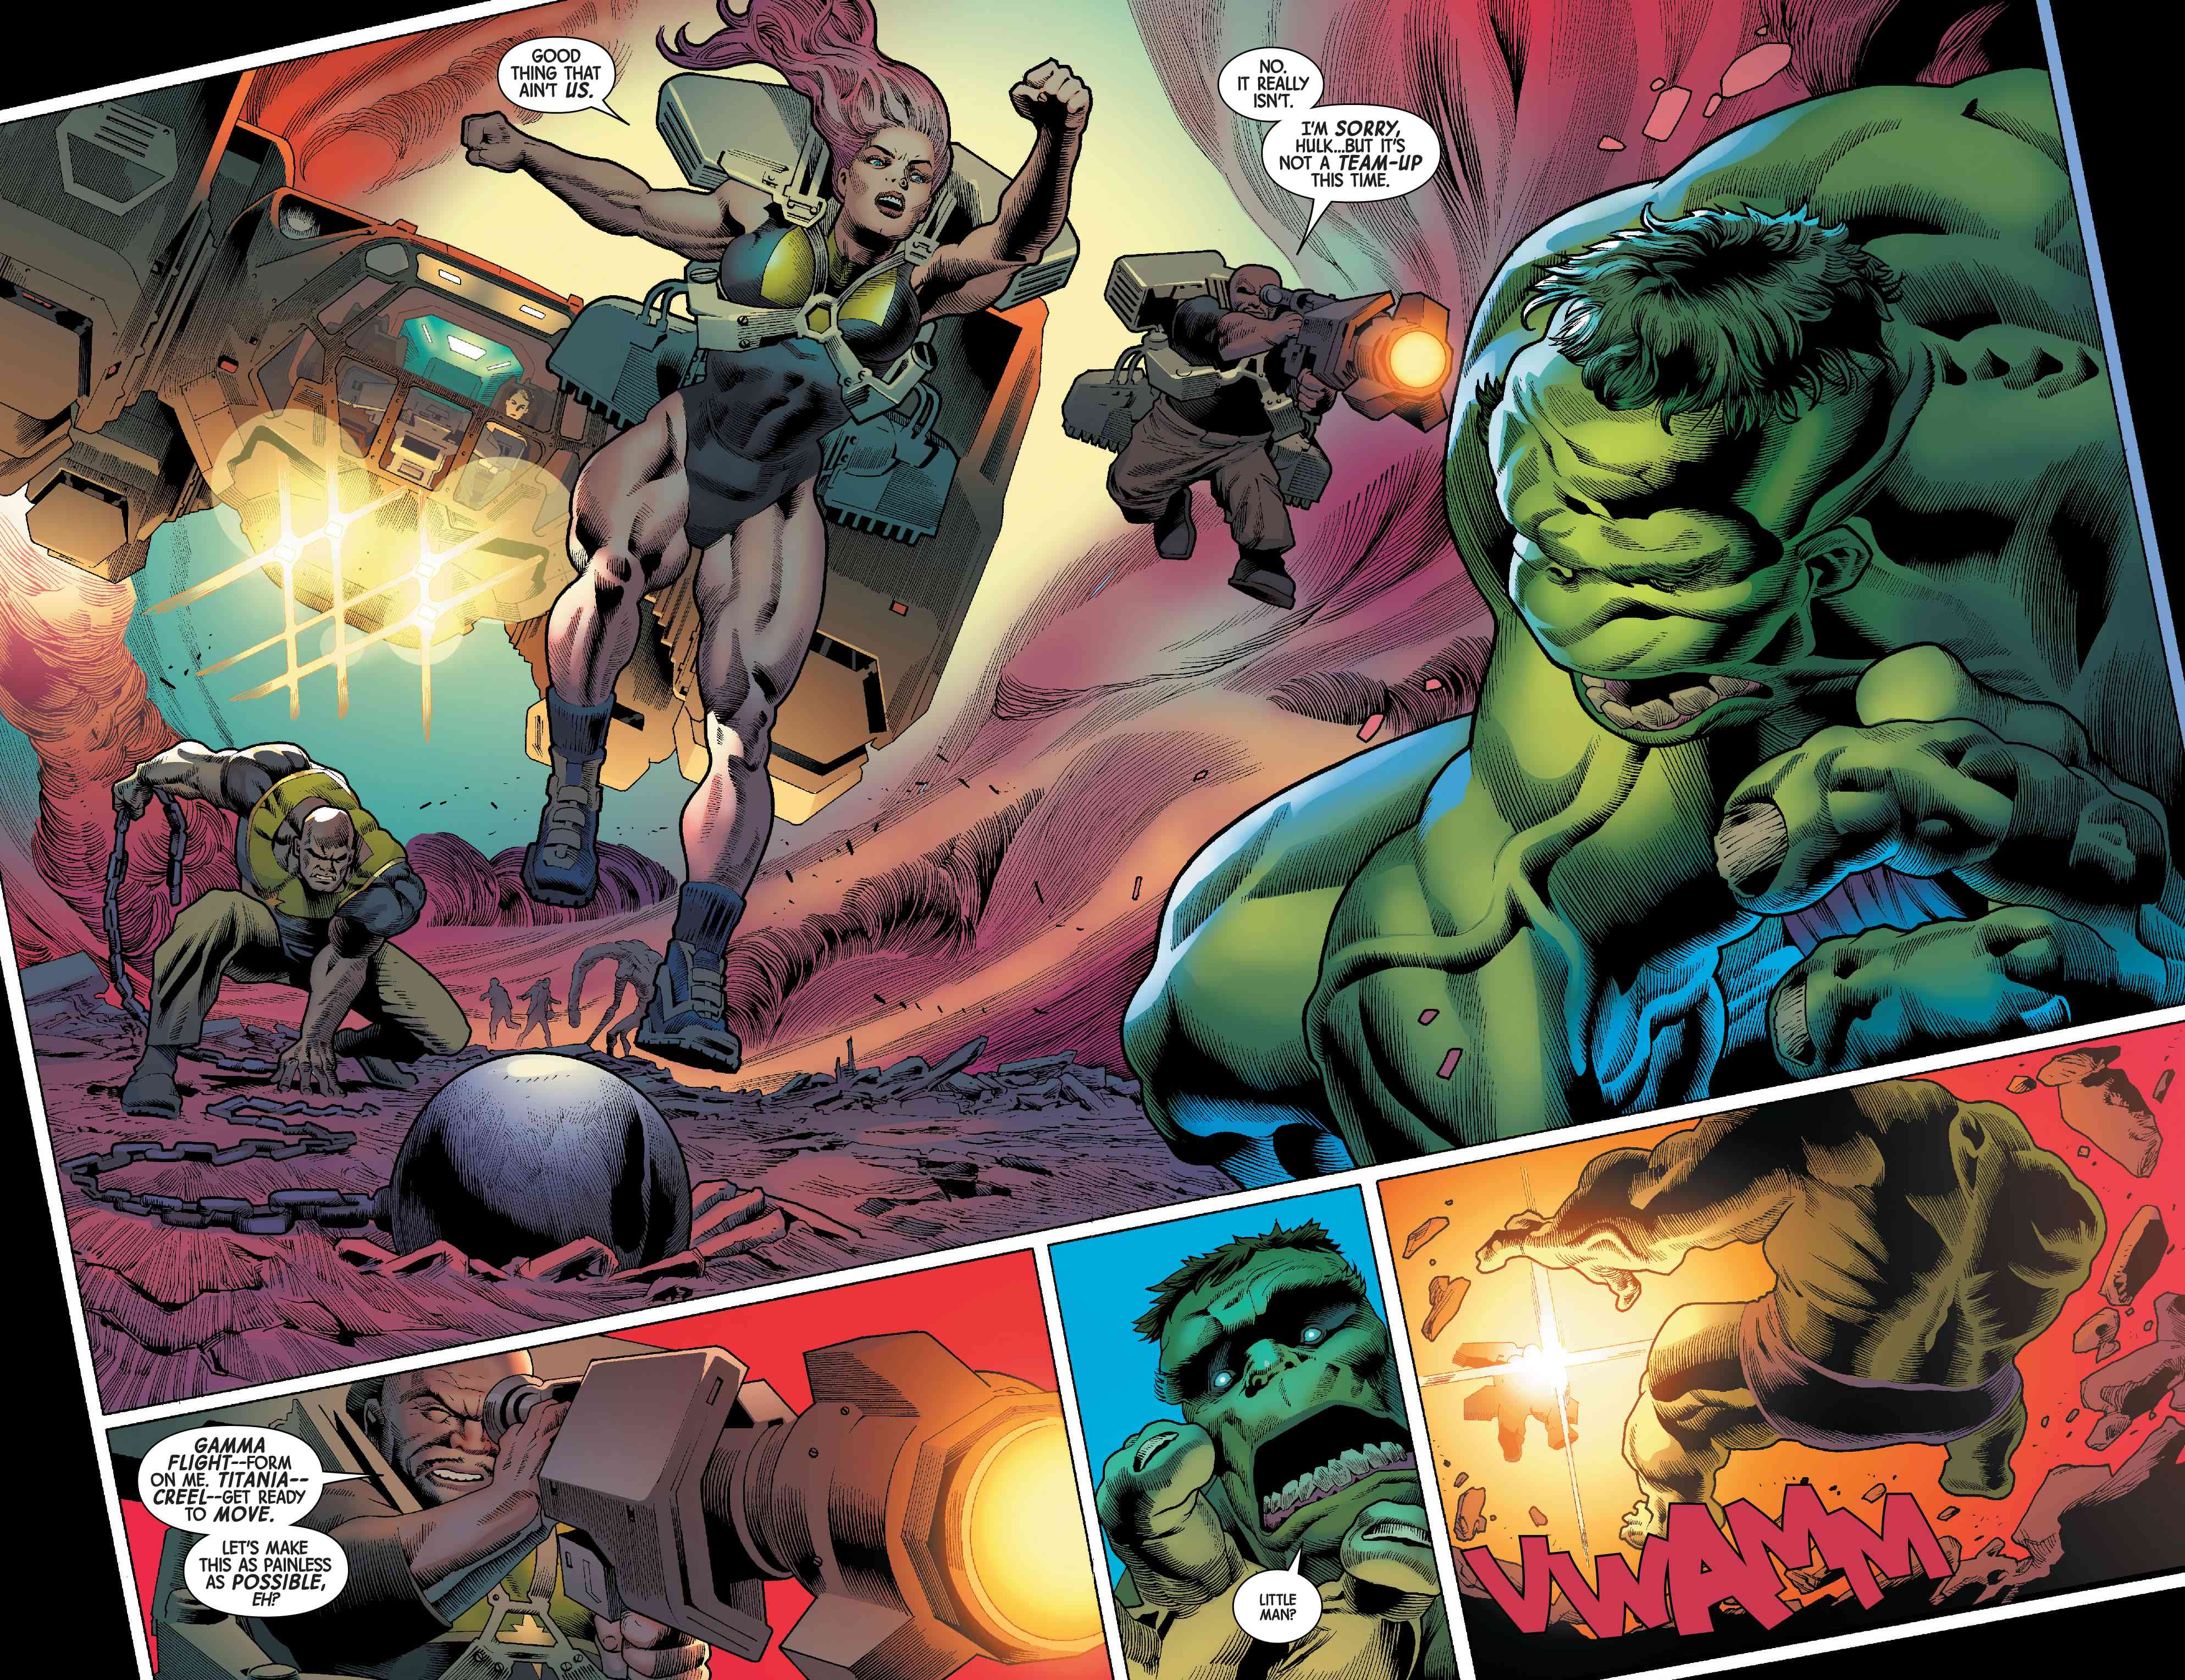 GOOD
THING THAT
AIN'T US.
NO.
IT REALLY
ISN'T.
I'M SORRY,
HULK...BUT IT'S
NOT A TEAM-UP
THIS TIME.
GAMMA
FLIGHT--FORM
ON ME. TITANIA--
CREEL--GET READY
TO MOVE.
LET'S MAKE
THIS AS PAINLESS
AS POSSIBLE,
EH?
LITTLE
MAN?
VWAMM